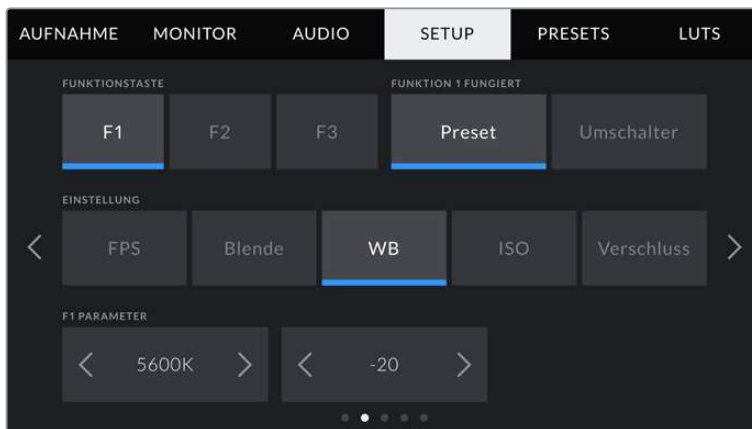 AUFNAHME MONITOR AUDIO SETUP PRESETS LUTS
FUNKTIONSTASTE FUNKTION 1 FUNGIERT
F1 F2 F3 Preset Umschalter
EINSTELLUNG
FPS Blende WB ISO Verschluss
F1 PARAMETER
5600K -20